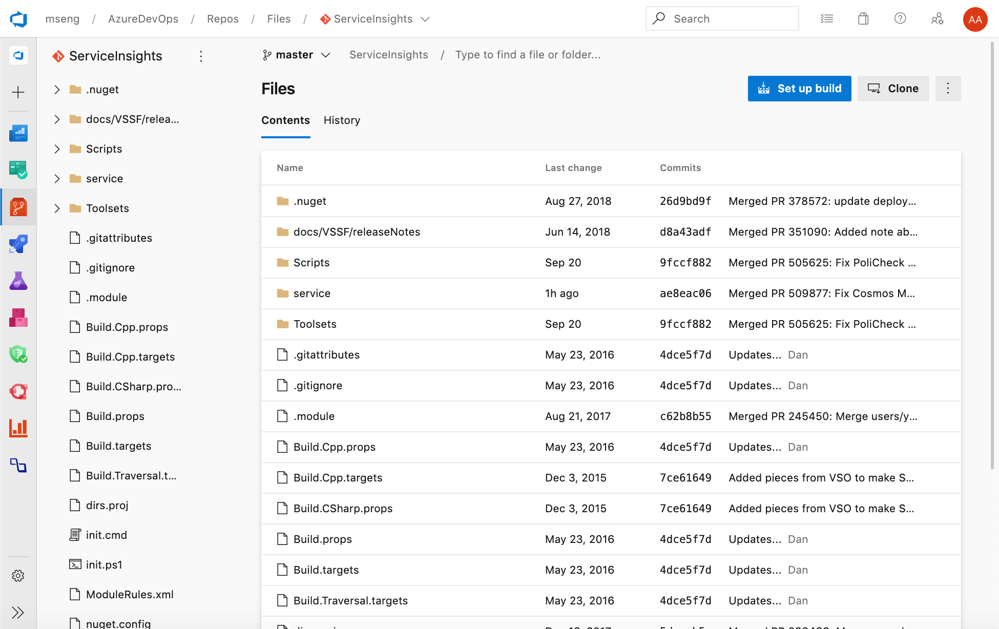 mseng / AzureDevOps / Repos / Files / ServiceInsights
Search
AA
ServiceInsights
.nuget
docs/VSSF/relea...
Scripts
service
Toolsets
.gitattributes
.gitignore
.module
Build.Cpp.props
Build.Cpp.targets
Build.CSharp.pro...
Build.props
Build.targets
Build.Traversal.t...
dirs.proj
init.cmd
init.ps1
ModuleRules.xml
nuget.config
master ServiceInsights / Type to find a file or folder...
Files
Set up build
Clone
Contents History
Name Last change Commits
.nuget Aug 27, 2018 26d9bd9f Merged PR 378572: update deploy...
docs/VSSF/releaseNotes Jun 14, 2018 d8a43adf Merged PR 351090: Added note ab...
Scripts Sep 20 9fccf882 Merged PR 505625: Fix PoliCheck ...
service 1h ago ae8eac06 Merged PR 509877: Fix Cosmos M...
Toolsets Sep 20 9fccf882 Merged PR 505625: Fix PoliCheck ...
.gitattributes May 23, 2016 4dce5f7d Updates... Dan
.gitignore May 23, 2016 4dce5f7d Updates... Dan
.module Aug 21, 2017 c62b8b55 Merged PR 245450: Merge users/y...
Build.Cpp.props May 23, 2016 4dce5f7d Updates... Dan
Build.Cpp.targets Dec 3, 2015 7ce61649 Added pieces from VSO to make S...
Build.CSharp.props Dec 3, 2015 7ce61649 Added pieces from VSO to make S...
Build.props May 23, 2016 4dce5f7d Updates... Dan
Build.targets May 23, 2016 4dce5f7d Updates... Dan
Build.Traversal.targets May 23, 2016 4dce5f7d Updates... Dan